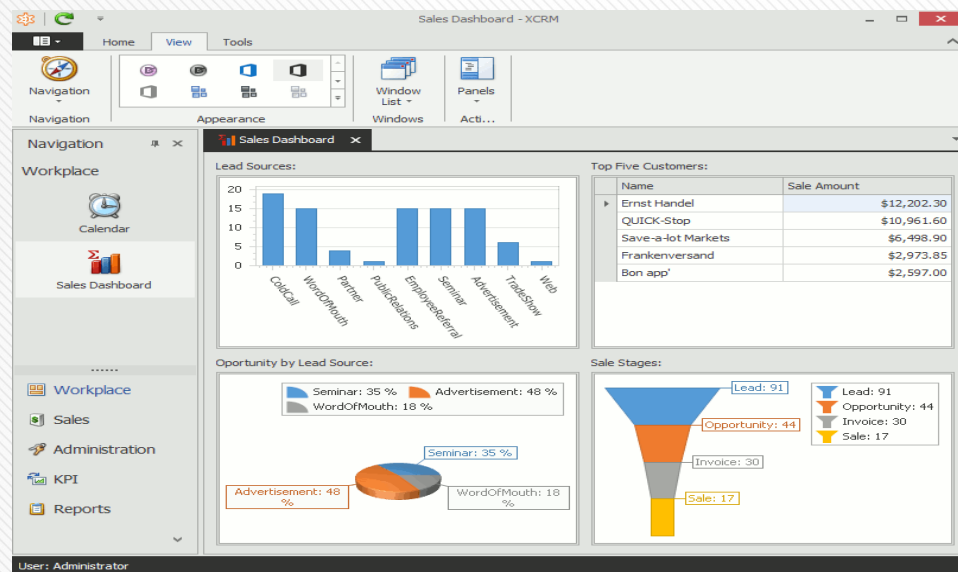 Sales Dashboard - XCRM
Home View Tools
Navigation
Window
List
Panels
Navigation Appearance Windows Acti...
Navigation
Workplace
Calendar
Sales Dashboard
Workplace
Sales
Administration
KPI
Reports
Sales Dashboard
Lead Sources:
20
15
10
5
0
ColdCall
WordOfMouth
Partner
PublicRelations
EmployeeReferral
Seminar
Advertisement
TradeShow
Web
Top Five Customers:
Name Sale Amount
Ernst Handel $12,202.30
QUICK-Stop $10,961.60
Save-a-lot Markets $6,498.90
Frankenversand $2,973.85
Bon app' $2,597.00
Oportunity by Lead Source:
Seminar: 35 % Advertisement: 48 %
WordOfMouth: 18 %
Seminar: 35 %
Advertisement: 48
%
WordOfMouth: 18
%
Sale Stages:
Lead: 91
Opportunity: 44
Invoice: 30
Sale: 17
Lead: 91
Opportunity: 44
Invoice: 30
Sale: 17
User: Administrator